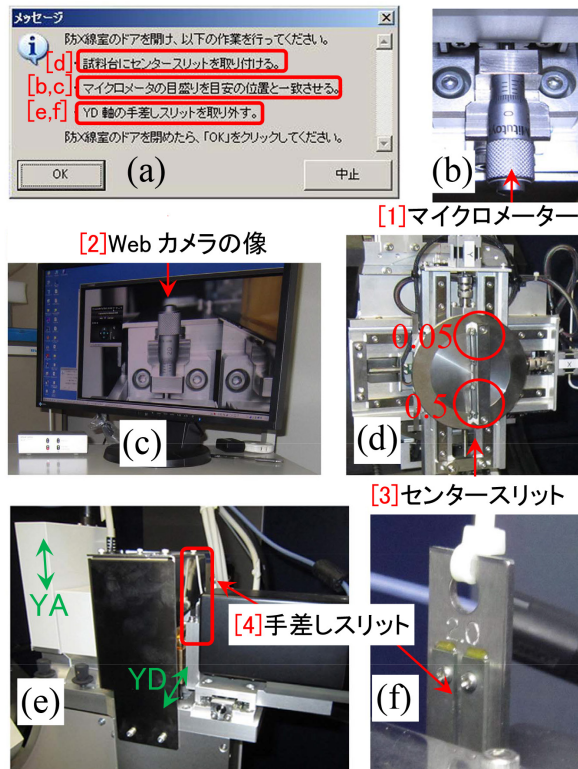 メッセージ
防X線室のドアを開け、以下の作業を行ってください。
[d]
・試料台にセンタースリットを取り付ける。
[b,c]
・マイクロメータの目盛りを目安の位置と一致させる。
[e,f]
・YD 軸の手差しスリットを取り外す。
防X線室のドアを閉めたら、「OK」をクリックしてください。
OK
中止
(a)
Mitutoyo
(b)
[1]マイクロメーター
[2]Web カメラの像
(c)
Y
X
0.05
0.5
(d)
[3]センタースリット
YA
YD
(e)
[4]手差しスリット
(f)